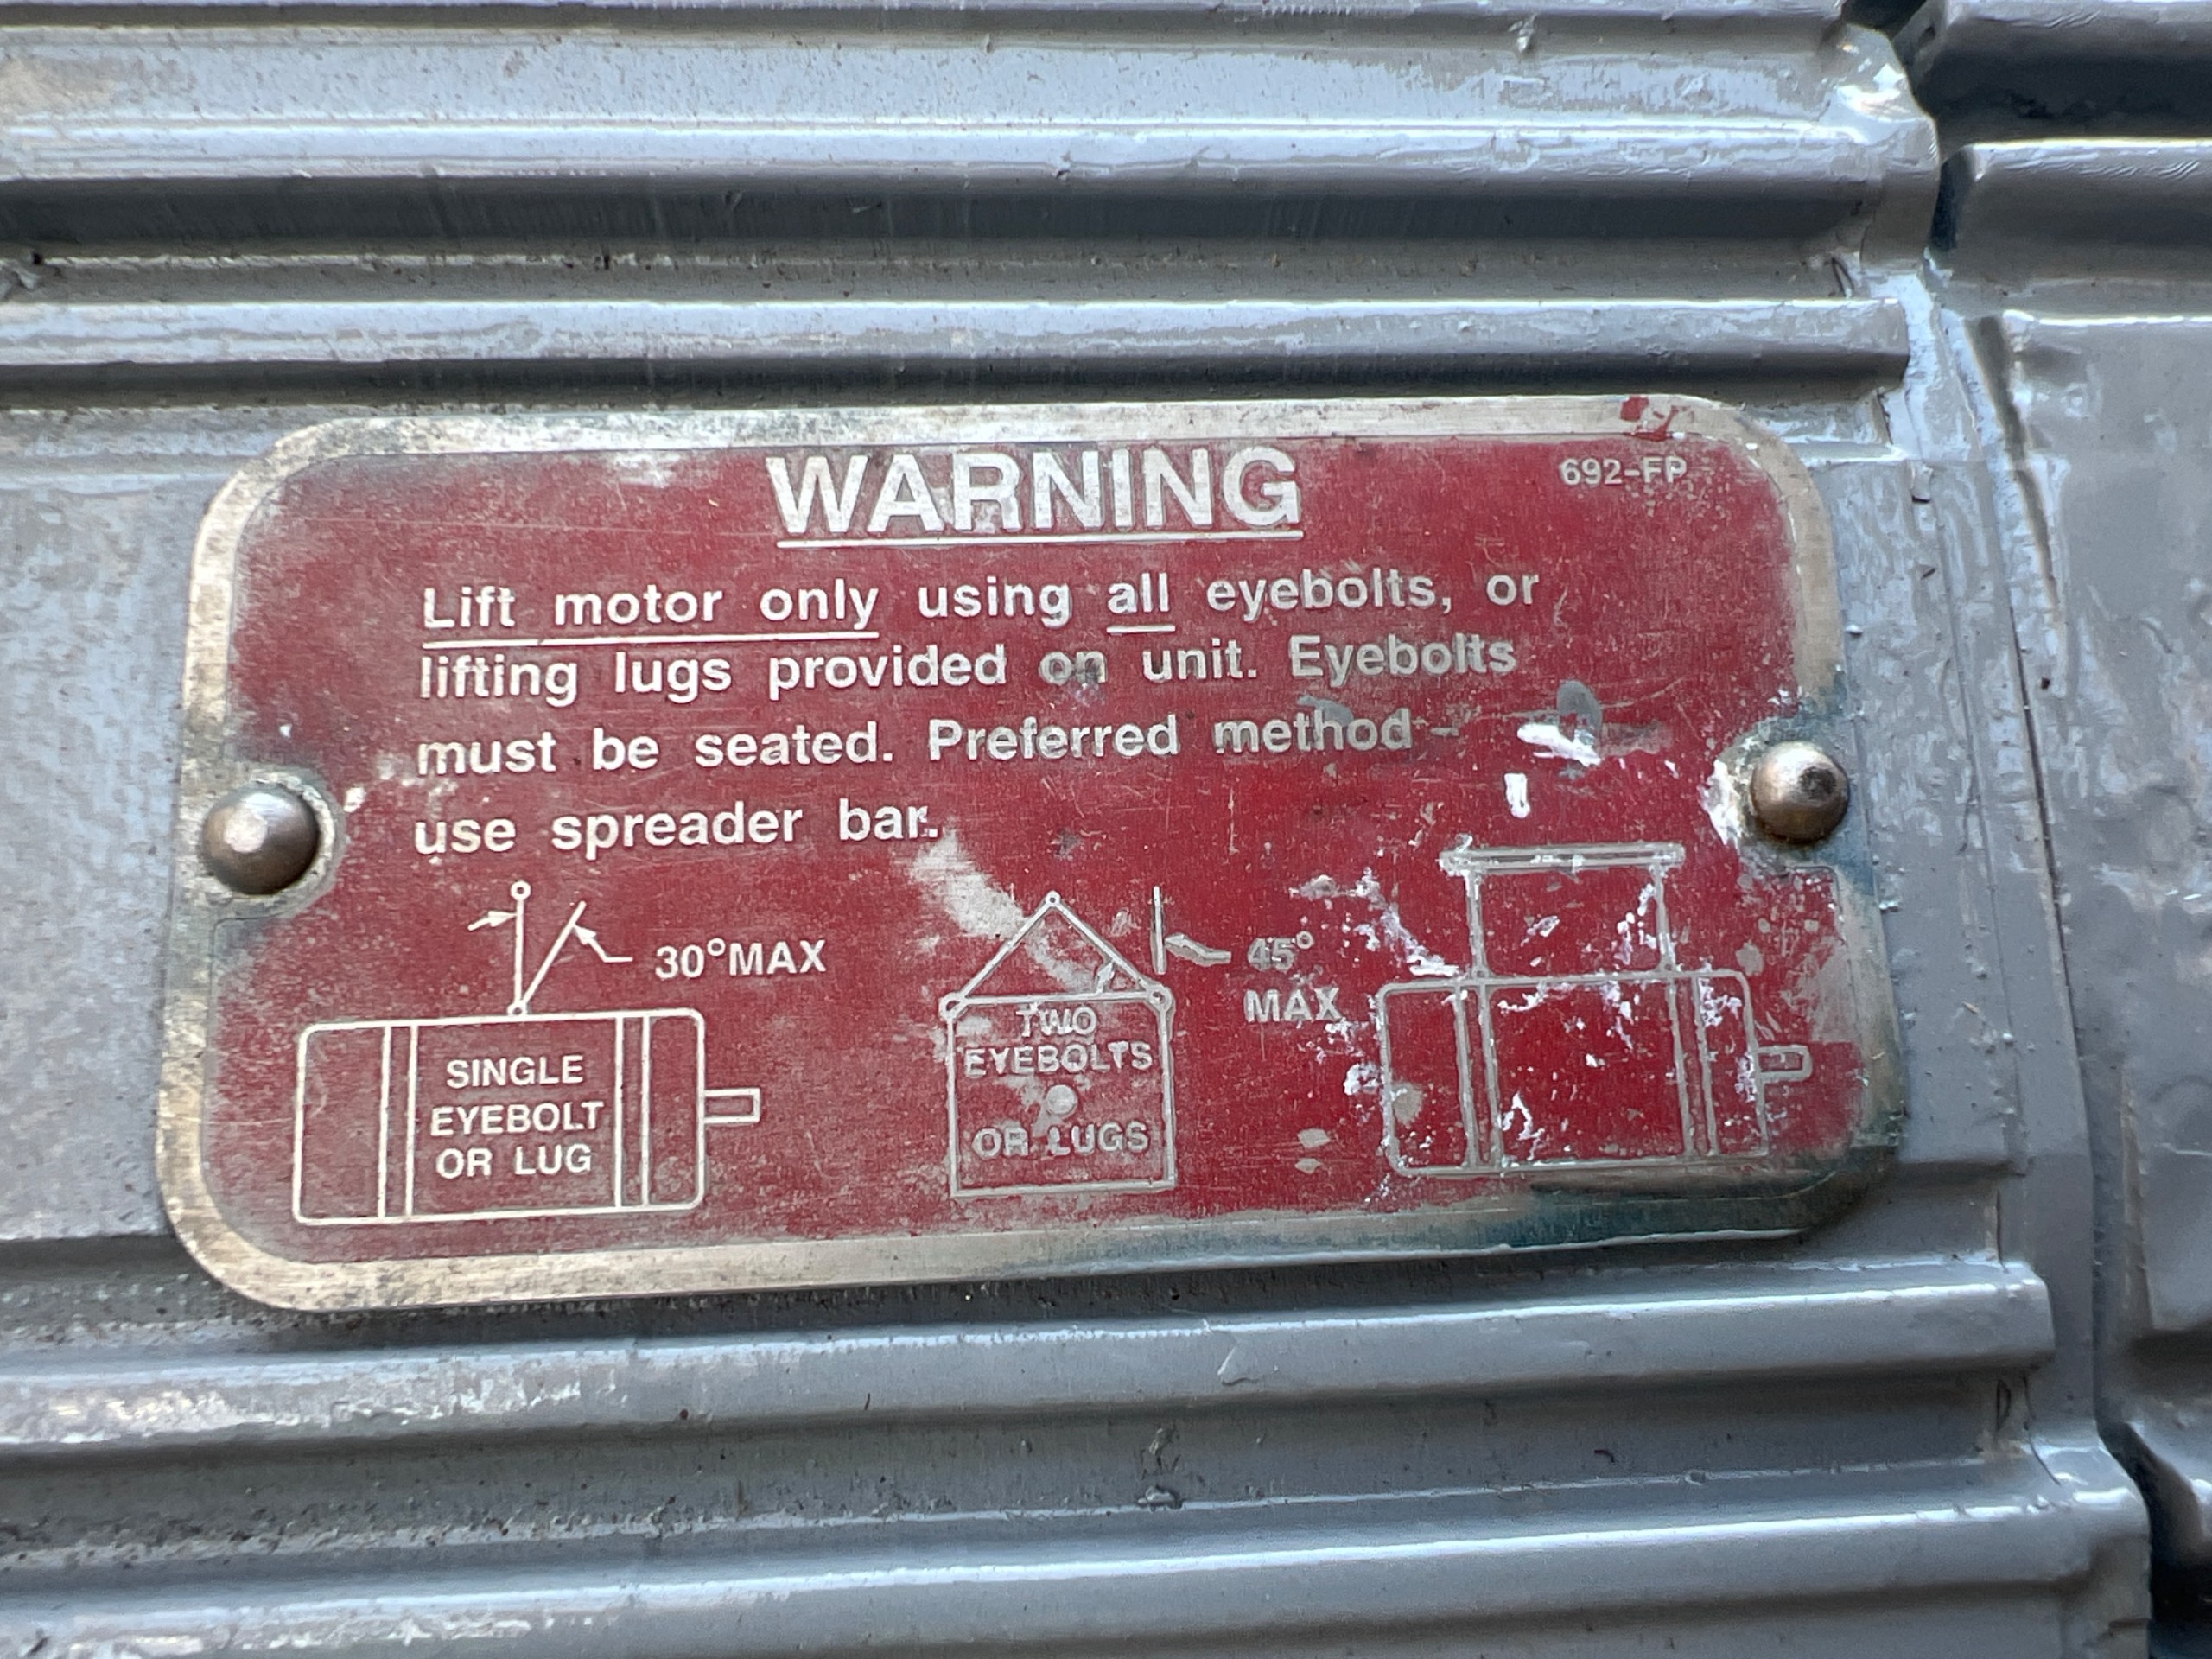 WARNING
692-FP
Lift motor only using all eyebolts, or
lifting lugs provided on unit. Eyebolts
must be seated. Preferred method-
use spreader bar.
30°MAX
SINGLE
EYEBOLT
OR LUG
45°
MAX
TWO
EYEBOLTS
OR LUGS